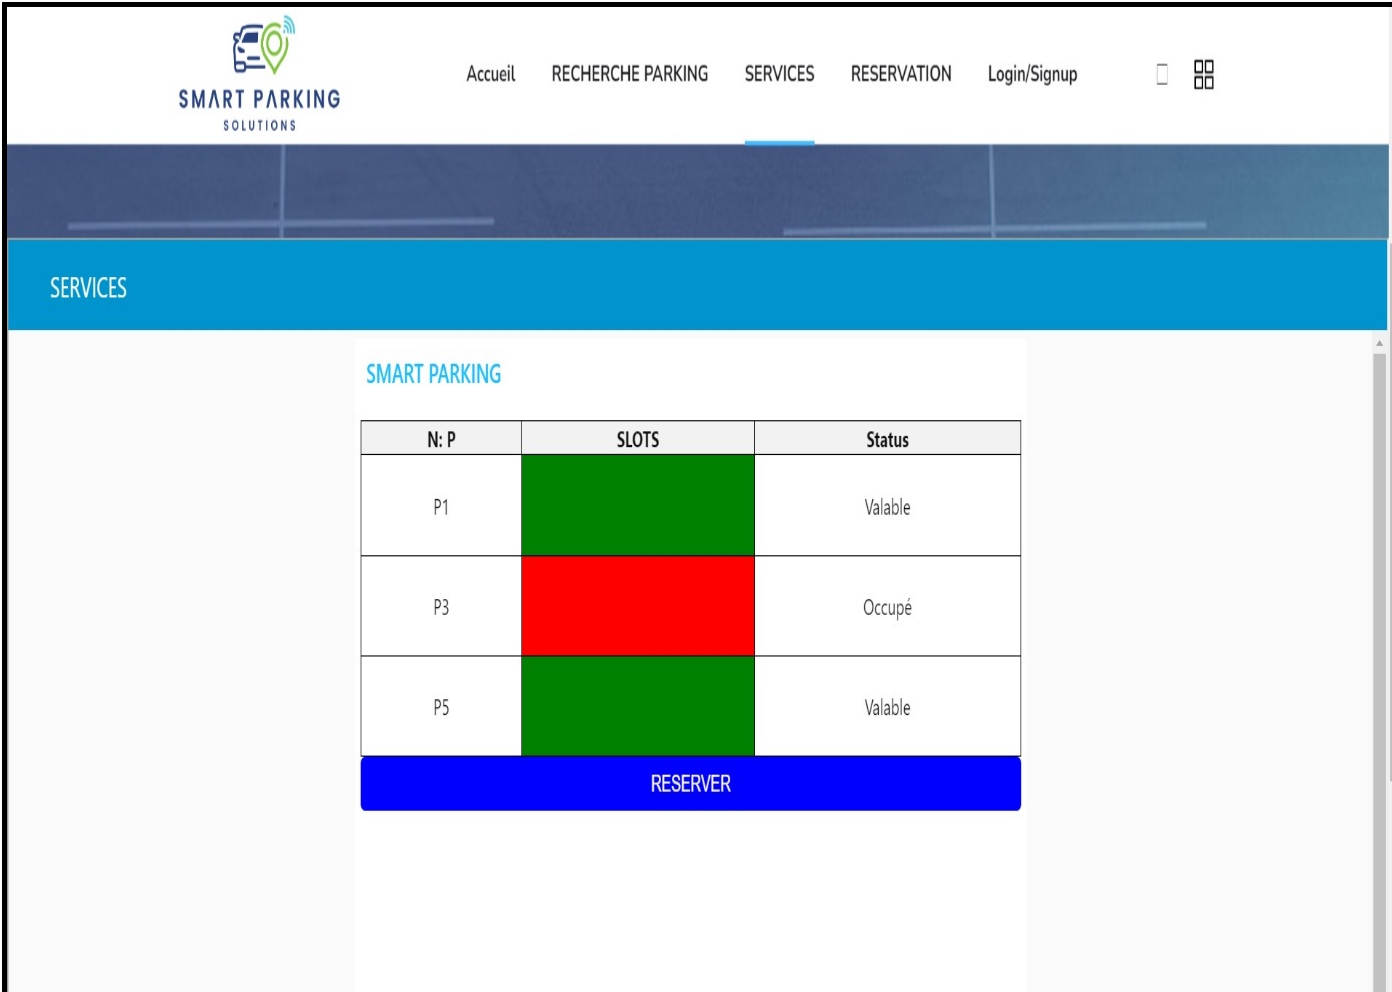 SMART PARKING
SOLUTIONS
Accueil RECHERCHE PARKING SERVICES RESERVATION Login/Signup
SERVICES
SMART PARKING
N: P SLOTS Status
P1 Valable
P3 Occupé
P5 Valable
RESERVER